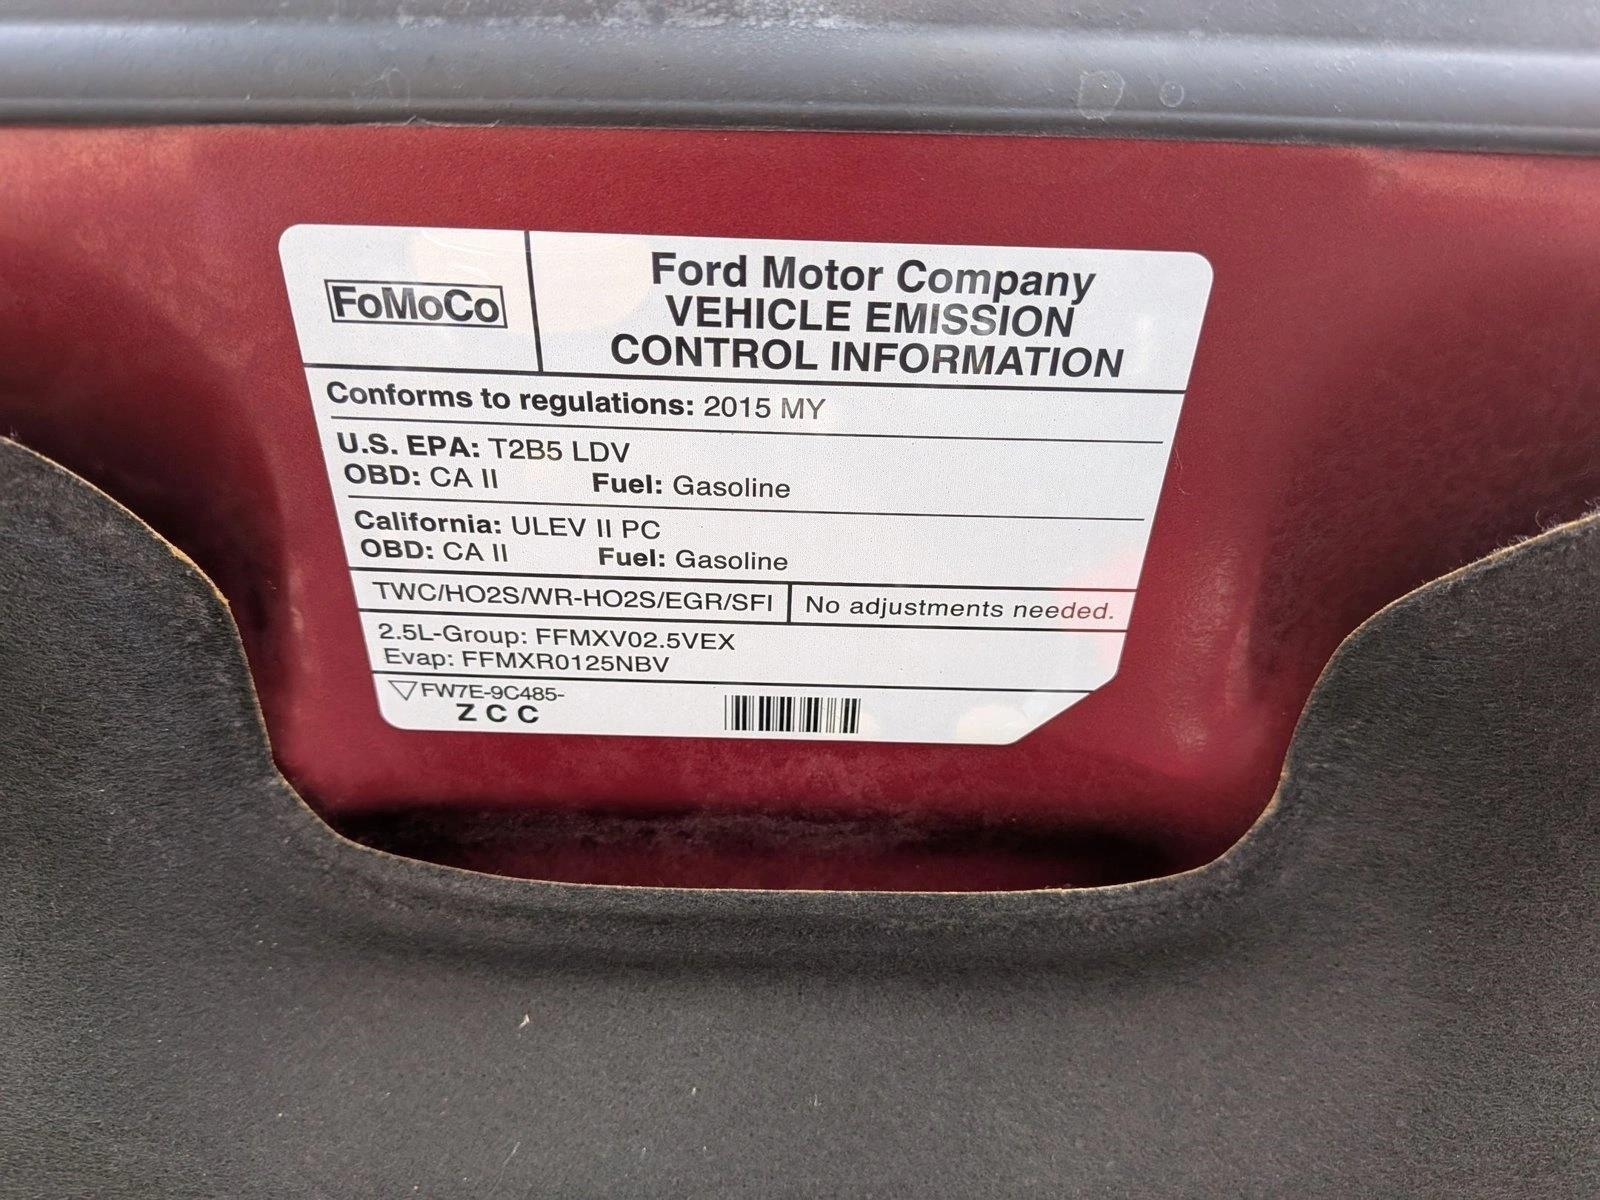 FoMoCo
Ford Motor Company
VEHICLE EMISSION
CONTROL INFORMATION
Conforms to regulations: 2015 MY
U.S. EPA: T2B5 LDV
OBD: CA II Fuel: Gasoline
California: ULEV II PC
OBD: CA II Fuel: Gasoline
TWC/HO2S/WR-HO2S/EGR/SFI
No adjustments needed.
2.5L-Group: FFMXV02.5VEX
Evap: FFMXR0125NBV
FW7E-9C485-
Z C C